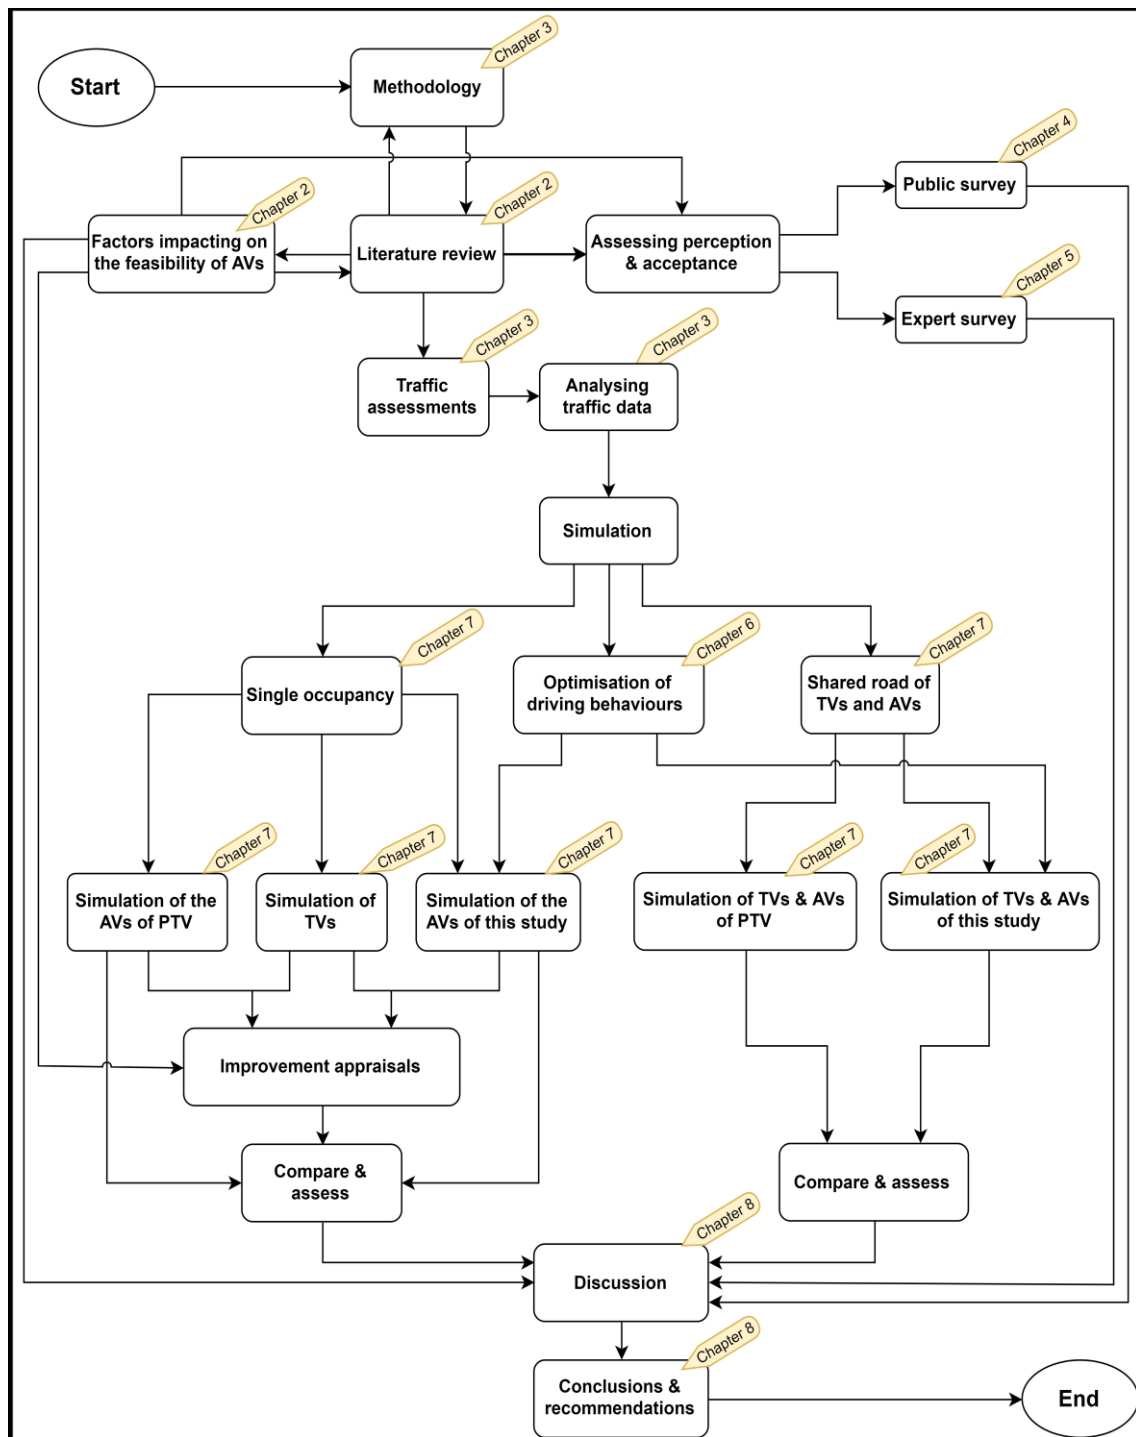 Chapter 3
Start
Methodology
Chapter 4
Public survey
Chapter 2
Chapter 2
Factors impacting on
the feasibility of AVs
Literature review
Assessing perception
& acceptance
Chapter 5
Expert survey
Chapter 3
Chapter 3
Traffic
assessments
Analysing
traffic data
Simulation
Chapter 7
Chapter 6
Chapter 7
Single occupancy
Optimisation of
driving behaviours
Shared road of
TVs and AVs
Chapter 7
Chapter 7
Chapter 7
Chapter 7
Chapter 7
Simulation of the
AVs of PTV
Simulation of
TVs
Simulation of the
AVs of this study
Simulation of TVs & AVs
of PTV
Simulation of TVs & AVs
of this study
Improvement appraisals
Compare &
assess
Compare & assess
Chapter 8
Discussion
Chapter 8
Conclusions &
recommendations
End